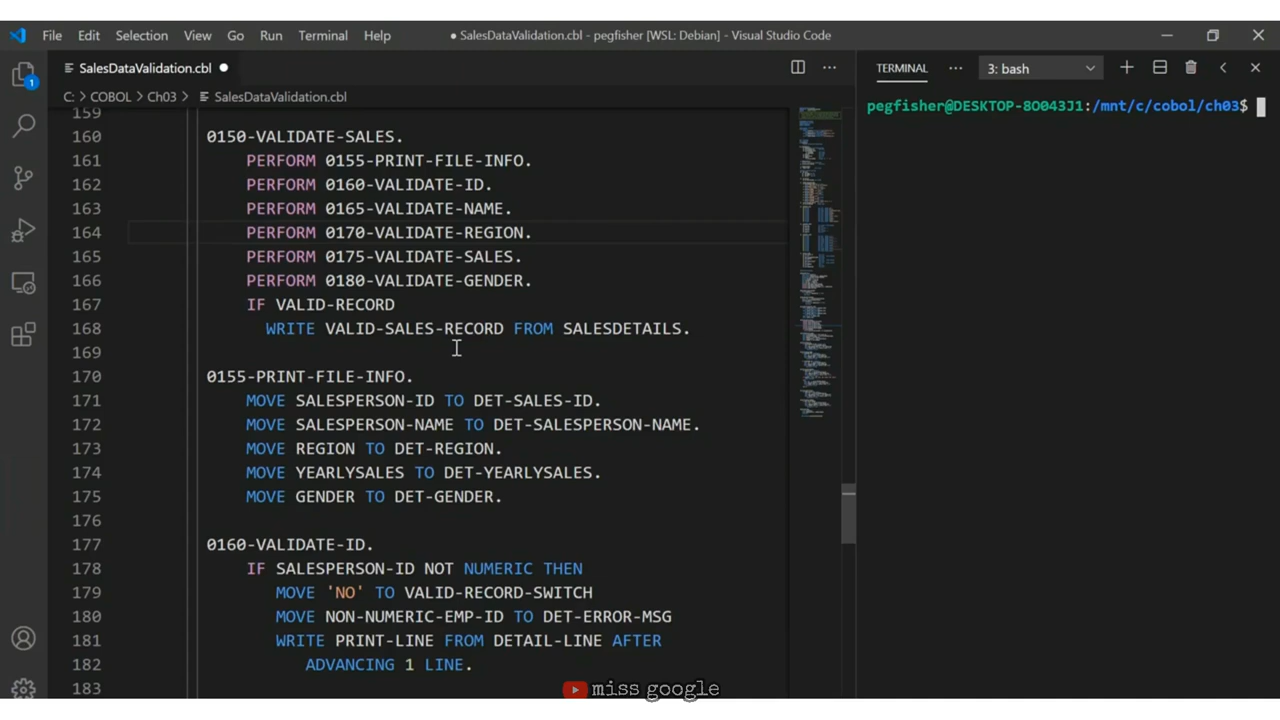 File Edit Selection View Go Run Terminal Help ● SalesDataValidation.cbl - pegfisher [WSL: Debian] - Visual Studio Code
SalesDataValidation.cbl ●
C: > COBOL > Ch03 > SalesDataValidation.cbl
159
160 0150-VALIDATE-SALES.
161 PERFORM 0155-PRINT-FILE-INFO.
162 PERFORM 0160-VALIDATE-ID.
163 PERFORM 0165-VALIDATE-NAME.
164 PERFORM 0170-VALIDATE-REGION.
165 PERFORM 0175-VALIDATE-SALES.
166 PERFORM 0180-VALIDATE-GENDER.
167 IF VALID-RECORD
168 WRITE VALID-SALES-RECORD FROM SALESDETAILS.
169
170 0155-PRINT-FILE-INFO.
171 MOVE SALESPERSON-ID TO DET-SALES-ID.
172 MOVE SALESPERSON-NAME TO DET-SALESPERSON-NAME.
173 MOVE REGION TO DET-REGION.
174 MOVE YEARLYSALES TO DET-YEARLYSALES.
175 MOVE GENDER TO DET-GENDER.
176
177 0160-VALIDATE-ID.
178 IF SALESPERSON-ID NOT NUMERIC THEN
179 MOVE 'NO' TO VALID-RECORD-SWITCH
180 MOVE NON-NUMERIC-EMP-ID TO DET-ERROR-MSG
181 WRITE PRINT-LINE FROM DETAIL-LINE AFTER
182 ADVANCING 1 LINE.
183
TERMINAL ··· 3: bash
pegfisher@DESKTOP-8O043J1:/mnt/c/cobol/ch03$
1
miss google